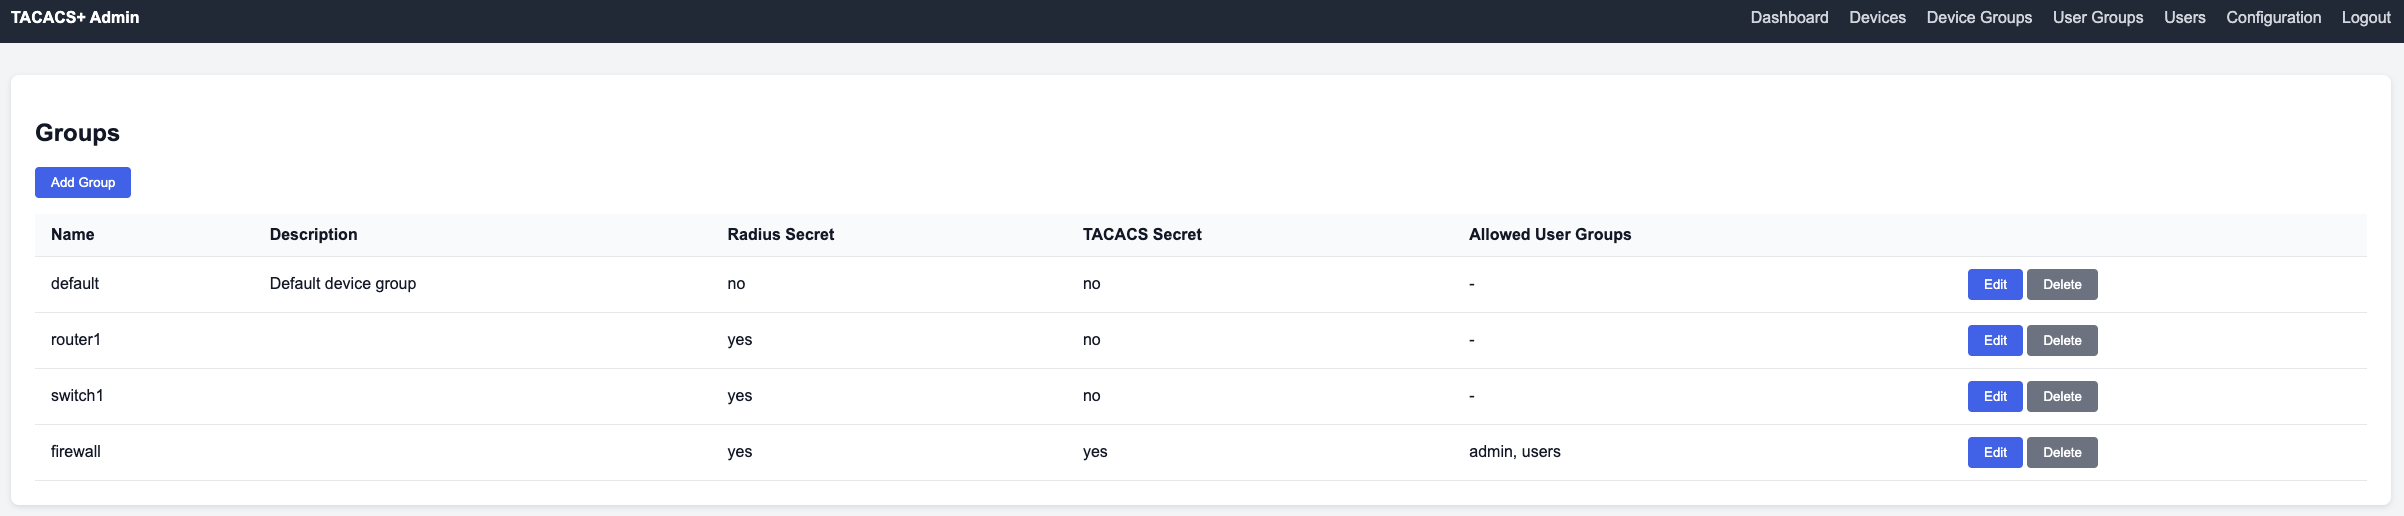 TACACS+ Admin Dashboard Devices Device Groups User Groups Users Configuration Logout
Groups
Add Group
Name Description Radius Secret TACACS Secret Allowed User Groups
default Default device group no no - Edit Delete
router1 yes no - Edit Delete
switch1 yes no - Edit Delete
firewall yes yes admin, users Edit Delete